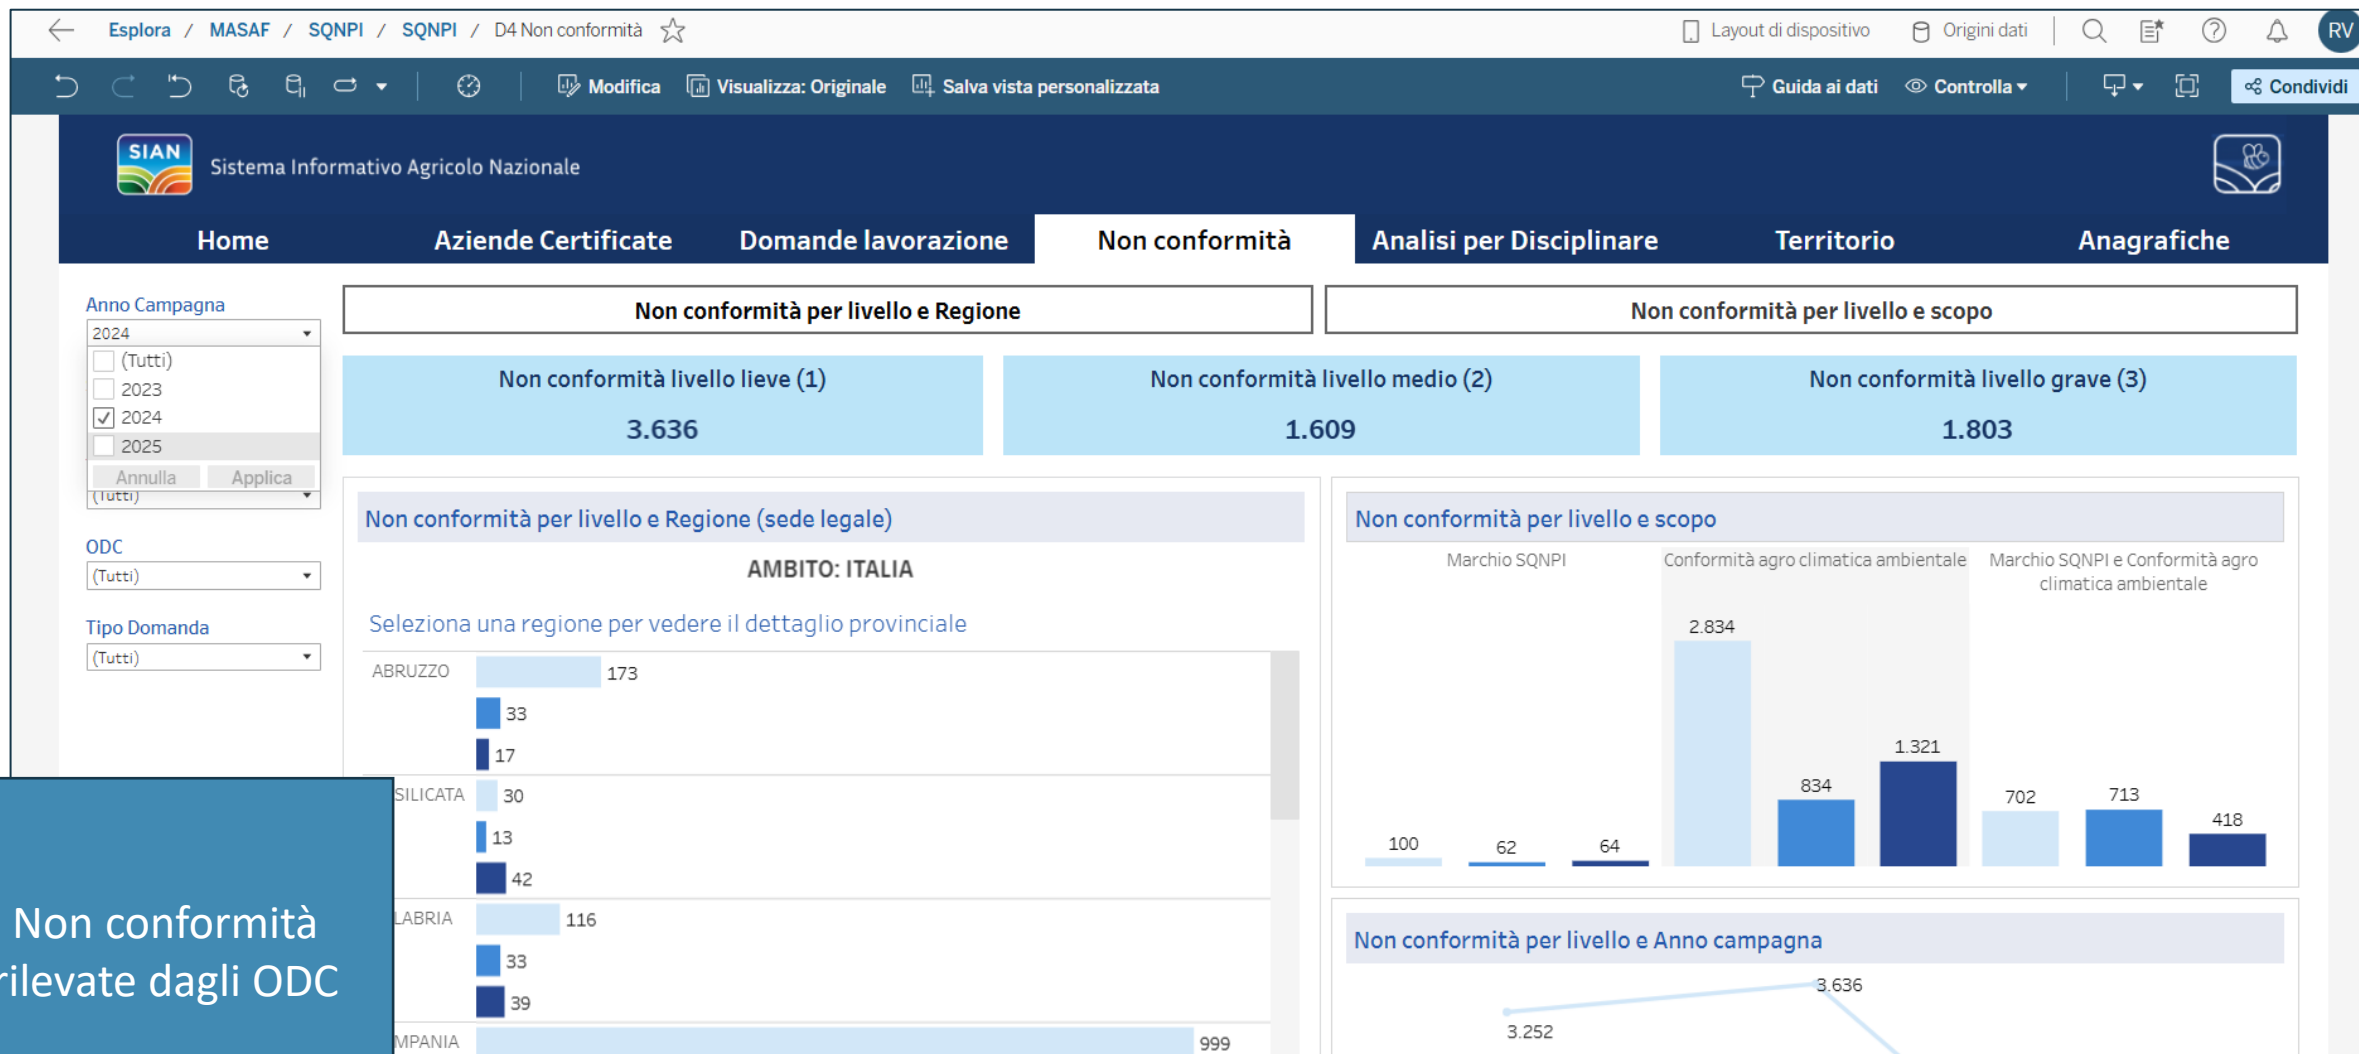 Esplora / MASAF / SQNPI / SQNPI / D4 Non conformità
Layout di dispositivo
Origini dati
RV
Modifica
Visualizza: Originale
Salva vista personalizzata
Guida ai dati
Controlla
Condividi
SIAN
Sistema Informativo Agricolo Nazionale
Home
Aziende Certificate
Domande lavorazione
Non conformità
Analisi per Disciplinare
Territorio
Anagrafiche
Anno Campagna
2024
(Tutti)
2023
2024
2025
Annulla
Applica
(Tutti)
ODC
(Tutti)
Tipo Domanda
(Tutti)
Non conformità per livello e Regione
Non conformità per livello e scopo
Non conformità livello lieve (1)
3.636
Non conformità livello medio (2)
1.609
Non conformità livello grave (3)
1.803
Non conformità per livello e Regione (sede legale)
AMBITO: ITALIA
Seleziona una regione per vedere il dettaglio provinciale
ABRUZZO
173
33
17
SILICATA
30
13
42
LABRIA
116
33
39
MPANIA
999
Non conformità per livello e scopo
Marchio SQNPI
Conformità agro climatica ambientale
Marchio SQNPI e Conformità agro
climatica ambientale
100
62
64
2.834
834
1.321
702
713
418
Non conformità per livello e Anno campagna
3.252
3.636
Non conformità
rilevate dagli ODC